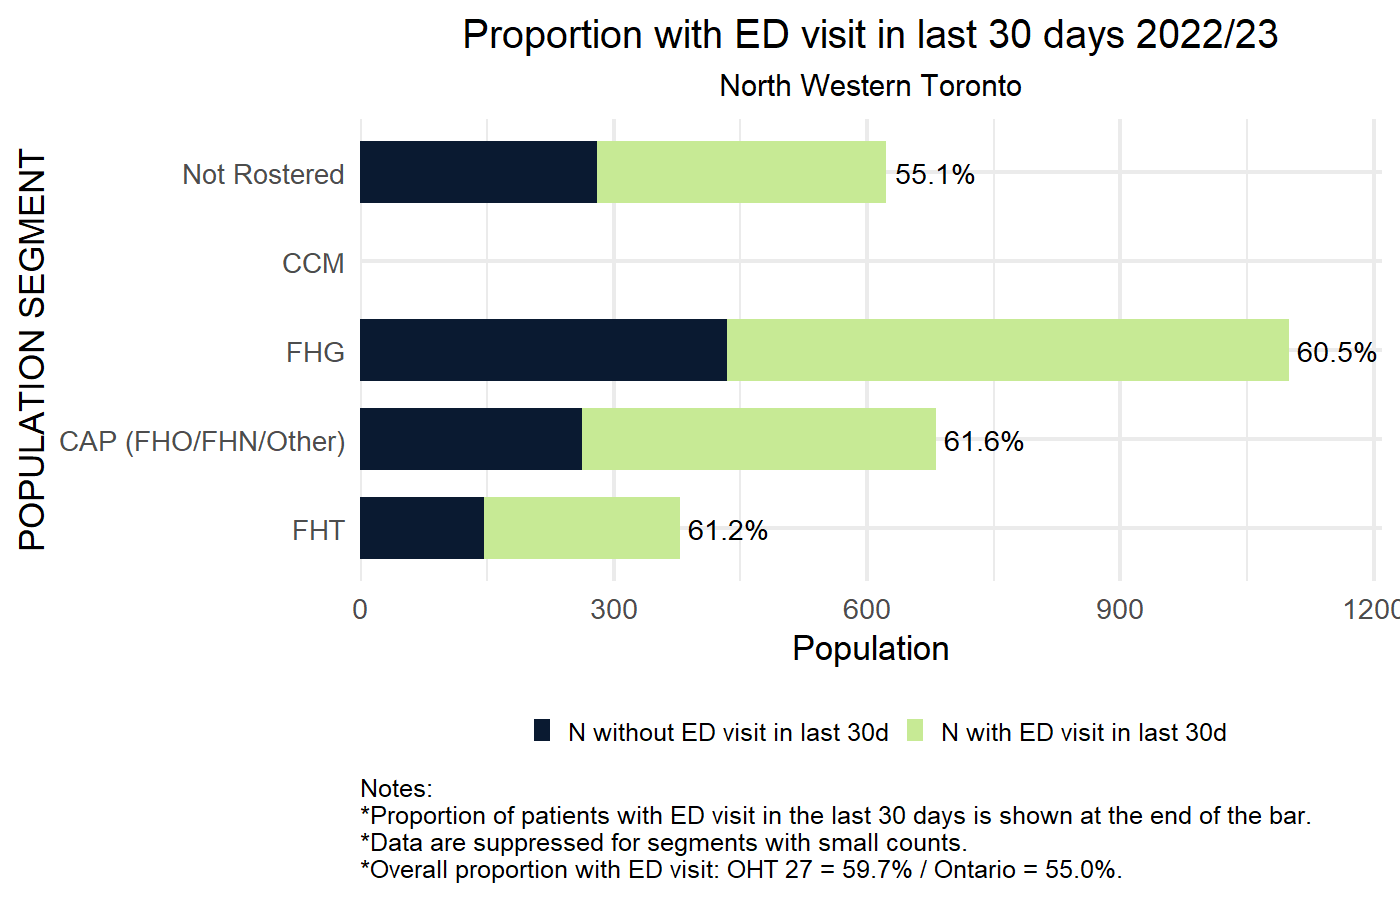 Proportion with ED visit in last 30 days 2022/23
North Western Toronto
POPULATION SEGMENT
Not Rostered
55.1%
CCM
FHG
60.5%
CAP (FHO/FHN/Other)
61.6%
FHT
61.2%
0 300 600 900 1200
Population
N without ED visit in last 30d N with ED visit in last 30d
Notes:
*Proportion of patients with ED visit in the last 30 days is shown at the end of the bar.
*Data are suppressed for segments with small counts.
*Overall proportion with ED visit: OHT 27 = 59.7% / Ontario = 55.0%.